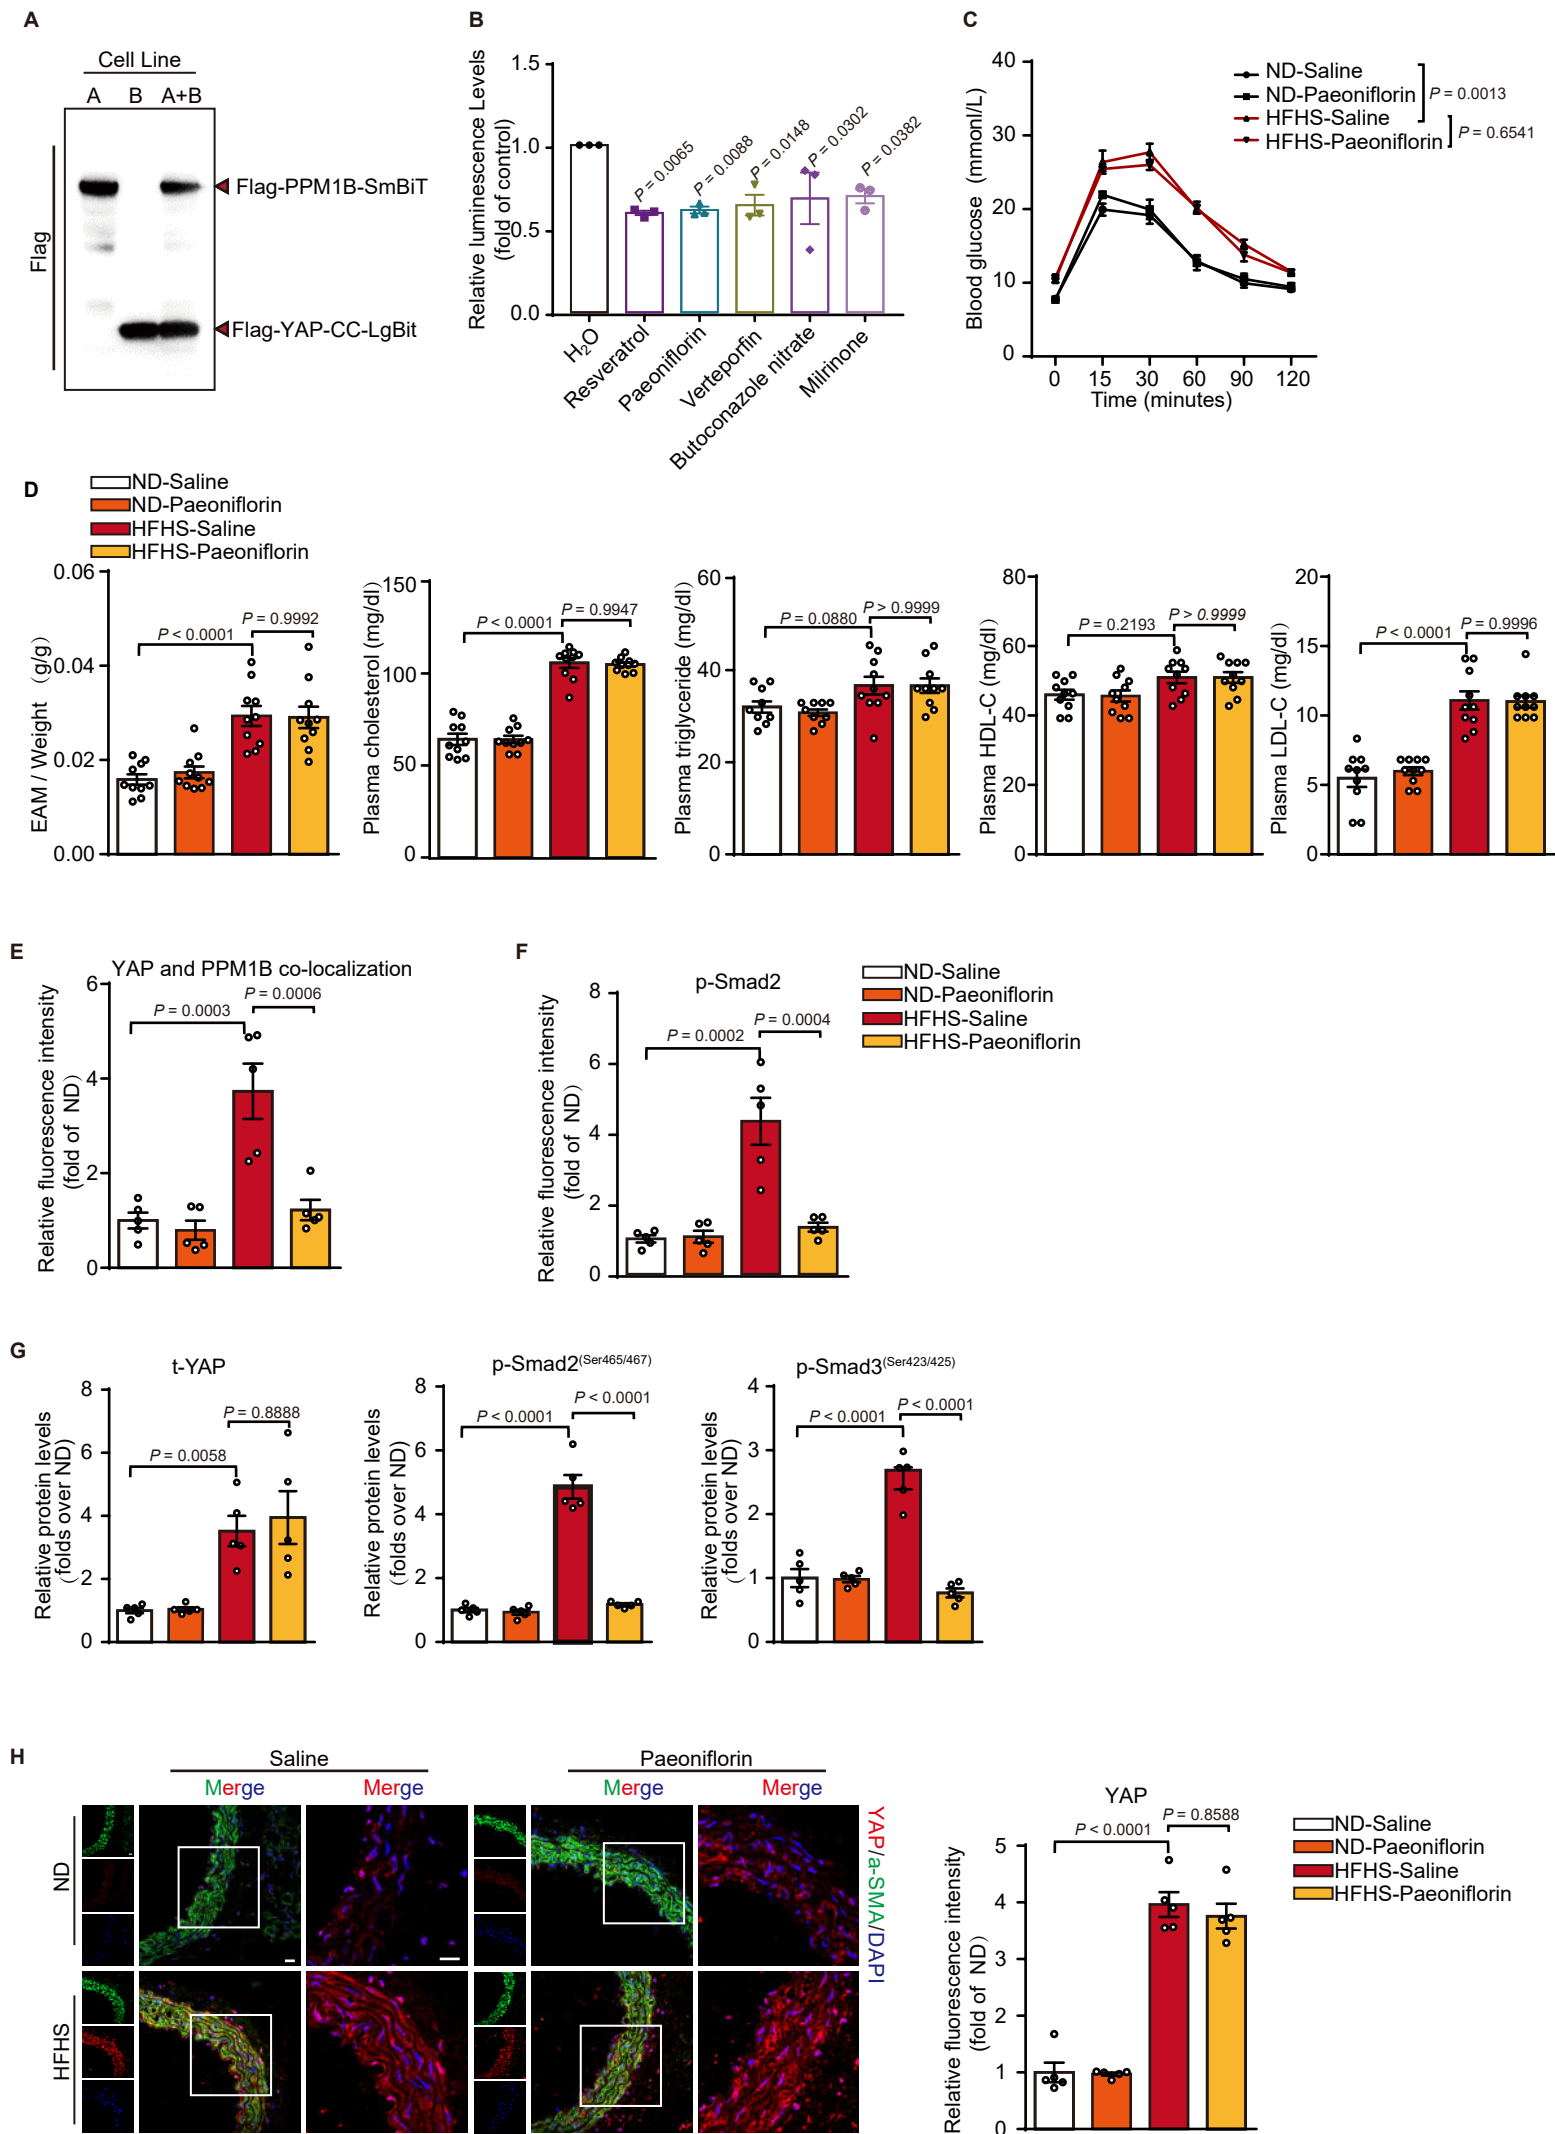 A
Cell Line
A B A+B
Flag
Flag-PPM1B-SmBiT
Flag-YAP-CC-LgBit
B
Relative luminescence Levels
(fold of control)
1.5
1.0
0.5
0.0
P = 0.0065
P = 0.0088
P = 0.0148
P = 0.0302
P = 0.0382
H2O
Resveratrol
Paeoniflorin
Verteporfin
Butoconazole nitrate
Milrinone
C
Blood glucose (mmonl/L)
40
30
20
10
0
0 15 30 60 90 120
Time (minutes)
ND-Saline
ND-Paeoniflorin
HFHS-Saline
HFHS-Paeoniflorin
P = 0.0013
P = 0.6541
D
ND-Saline
ND-Paeoniflorin
HFHS-Saline
HFHS-Paeoniflorin
EAM / Weight (g/g)
0.06
0.04
0.02
0.00
P < 0.0001
P = 0.9992
Plasma cholesterol (mg/dl)
150
100
50
0
P < 0.0001
P = 0.9947
Plasma triglyceride (mg/dl)
60
40
20
0
P = 0.0880
P > 0.9999
Plasma HDL-C (mg/dl)
80
60
40
20
0
P = 0.2193
P > 0.9999
Plasma LDL-C (mg/dl)
20
15
10
5
0
P < 0.0001
P = 0.9996
E
YAP and PPM1B co-localization
Relative fluorescence intensity
(fold of ND)
6
4
2
0
P = 0.0003
P = 0.0006
F
p-Smad2
Relative fluorescence intensity
(fold of ND)
8
6
4
2
0
P = 0.0002
P = 0.0004
ND-Saline
ND-Paeoniflorin
HFHS-Saline
HFHS-Paeoniflorin
G
t-YAP
Relative protein levels
(folds over ND)
8
6
4
2
0
P = 0.0058
P = 0.8888
p-Smad2(Ser465/467)
Relative protein levels
(folds over ND)
8
6
4
2
0
P < 0.0001
P < 0.0001
p-Smad3(Ser423/425)
Relative protein levels
(folds over ND)
4
3
2
1
0
P < 0.0001
P < 0.0001
H
Saline
Paeoniflorin
Merge Merge Merge Merge
ND
HFHS
YAP/a-SMA/DAPI
YAP
Relative fluorescence intensity
(fold of ND)
5
4
3
2
1
0
P < 0.0001
P = 0.8588
ND-Saline
ND-Paeoniflorin
HFHS-Saline
HFHS-Paeoniflorin